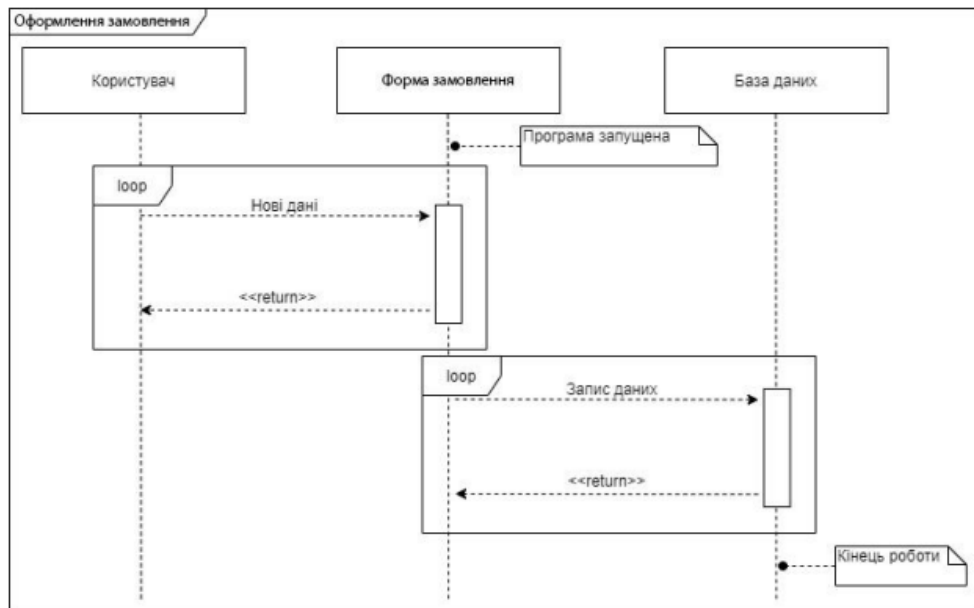 Оформлення замовлення
Користувач
Форма замовлення
База даних
Програма запущена
loop
Нові дані
<<return>>
loop
Запис даних
<<return>>
Кінець роботи